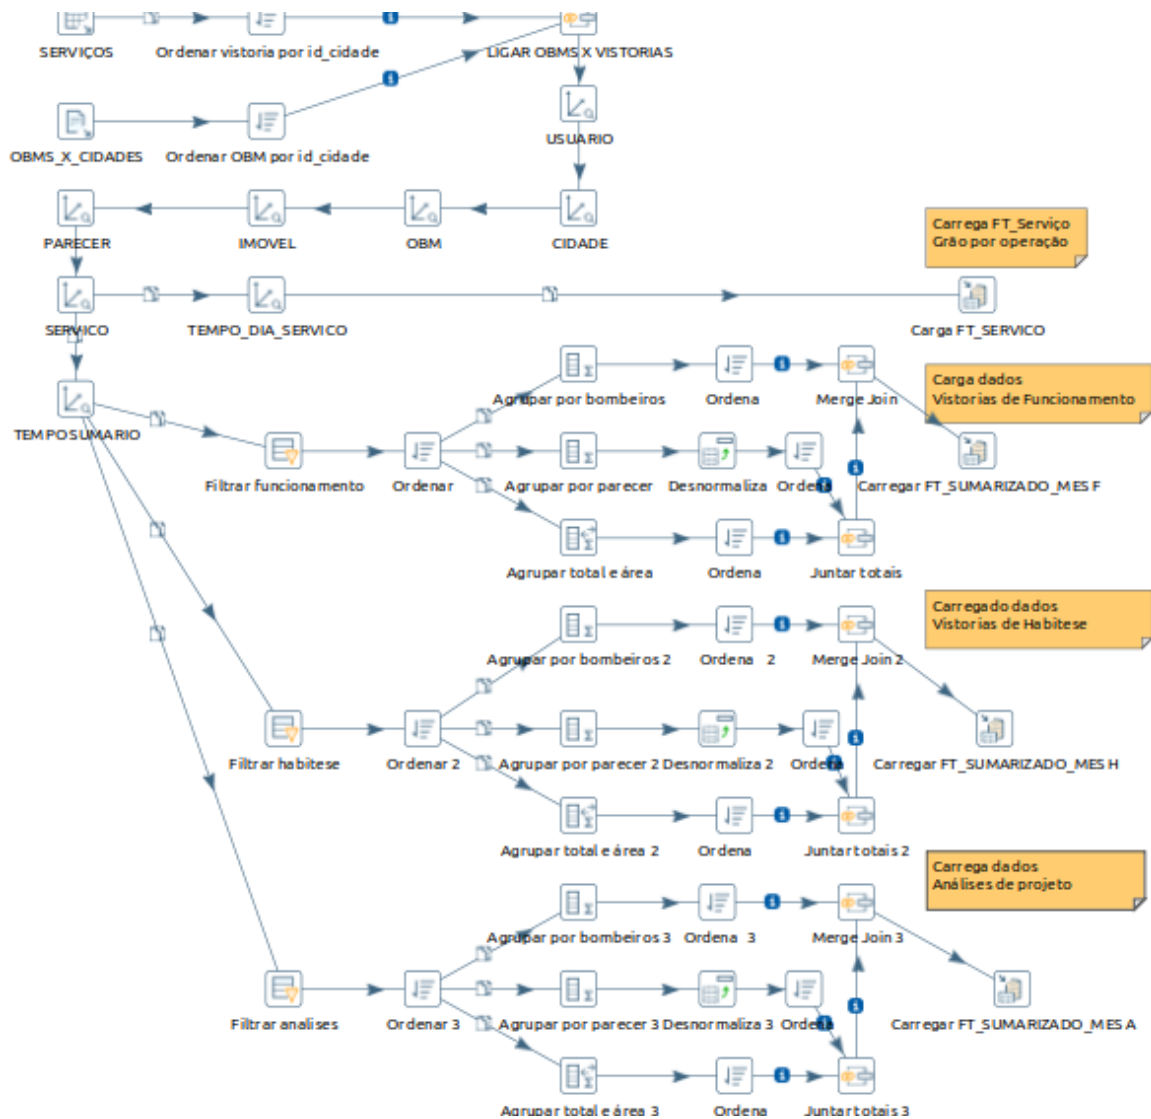 SERVIÇOS
Ordenar vistoria por id_cidade
LIGAR OBMS X VISTORIAS
USUARIO
OBMS_X_CIDADES
Ordenar OBM por id_cidade
Carrega FT_Serviço
Grão por operação
PARECER
IMOVEL
OBM
CIDADE
SERVICO
TEMPO_DIA_SERVICO
Carga FT_SERVICO
Carga dados
Vistorias de Funcionamento
Agrupar por bombeiros
Ordena
Merge Join
TEMPO SUMARIO
Filtrar funcionamento
Ordenar
Agrupar por parecer
Desnormaliza
Ordena
Carregar FT_SUMARIZADO_MES F
Agrupar total e área
Ordena
Juntar totais
Carregado dados
Vistorias de Habitese
Agrupar por bombeiros 2
Ordena 2
Merge Join 2
Filtrar habitese
Ordenar 2
Agrupar por parecer 2
Desnormaliza 2
Ordena
Carregar FT_SUMARIZADO_MES H
Agrupar total e área 2
Ordena
Juntar totais 2
Carrega dados
Análises de projeto
Agrupar por bombeiros 3
Ordena 3
Merge Join 3
Filtrar analises
Ordenar 3
Agrupar por parecer 3
Desnormaliza 3
Ordena
Carregar FT_SUMARIZADO_MES A
Agrupar total e área 3
Ordena
Juntar totais 3